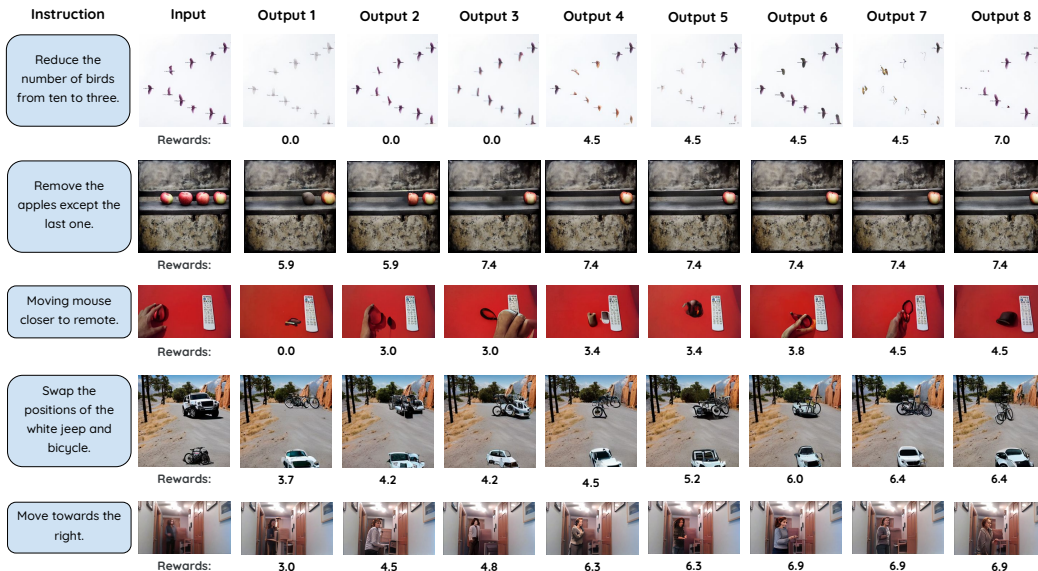 Instruction Input Output 1 Output 2 Output 3 Output 4 Output 5 Output 6 Output 7 Output 8
Reduce the
number of birds
from ten to three.
Rewards: 0.0 0.0 0.0 4.5 4.5 4.5 4.5 7.0
Remove the
apples except the
last one.
Rewards: 5.9 5.9 7.4 7.4 7.4 7.4 7.4 7.4
Moving mouse
closer to remote.
Rewards: 0.0 3.0 3.0 3.4 3.4 3.8 4.5 4.5
Swap the
positions of the
white jeep and
bicycle.
Rewards: 3.7 4.2 4.2 4.5 5.2 6.0 6.4 6.4
Move towards the
right.
Rewards: 3.0 4.5 4.8 6.3 6.3 6.9 6.9 6.9